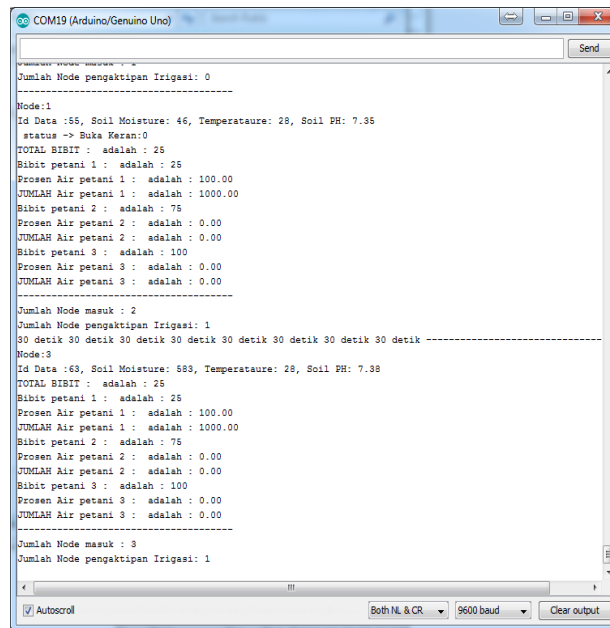 COM19 (Arduino/Genuino Uno)
Send
Jumlah Node masuk : 1
Jumlah Node pengaktipan Irigasi: 0
------------------------------------
Node:1
Id Data :55, Soil Moisture: 46, Temperataure: 28, Soil PH: 7.35
status -> Buka Keran:0
TOTAL BIBIT :  adalah : 25
Bibit petani 1 :  adalah : 25
Prosen Air petani 1 :  adalah : 100.00
JUMLAH Air petani 1 :  adalah : 1000.00
Bibit petani 2 :  adalah : 75
Prosen Air petani 2 :  adalah : 0.00
JUMLAH Air petani 2 :  adalah : 0.00
Bibit petani 3 :  adalah : 100
Prosen Air petani 3 :  adalah : 0.00
JUMLAH Air petani 3 :  adalah : 0.00
------------------------------------
Jumlah Node masuk : 2
Jumlah Node pengaktipan Irigasi: 1
30 detik 30 detik 30 detik 30 detik 30 detik 30 detik 30 detik 30 detik -----------------------------
Node:3
Id Data :63, Soil Moisture: 583, Temperataure: 28, Soil PH: 7.38
TOTAL BIBIT :  adalah : 25
Bibit petani 1 :  adalah : 25
Prosen Air petani 1 :  adalah : 100.00
JUMLAH Air petani 1 :  adalah : 1000.00
Bibit petani 2 :  adalah : 75
Prosen Air petani 2 :  adalah : 0.00
JUMLAH Air petani 2 :  adalah : 0.00
Bibit petani 3 :  adalah : 100
Prosen Air petani 3 :  adalah : 0.00
JUMLAH Air petani 3 :  adalah : 0.00
------------------------------------
Jumlah Node masuk : 3
Jumlah Node pengaktipan Irigasi: 1
Autoscroll
Both NL & CR
9600 baud
Clear output